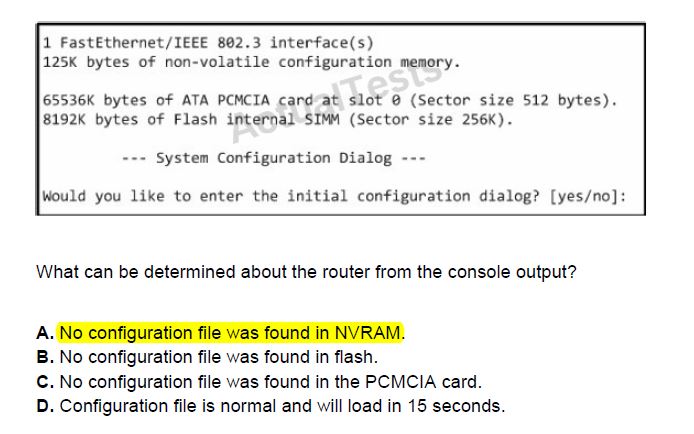 1 FastEthernet/IEEE 802.3 interface(s)
125K bytes of non-volatile configuration memory.
65536K bytes of ATA PCMCIA card at slot 0 (Sector size 512 bytes).
8192K bytes of Flash internal SIMM (Sector size 256K).
--- System Configuration Dialog ---
Would you like to enter the initial configuration dialog? [yes/no]:
ActualTests
What can be determined about the router from the console output?
A. No configuration file was found in NVRAM.
B. No configuration file was found in flash.
C. No configuration file was found in the PCMCIA card.
D. Configuration file is normal and will load in 15 seconds.